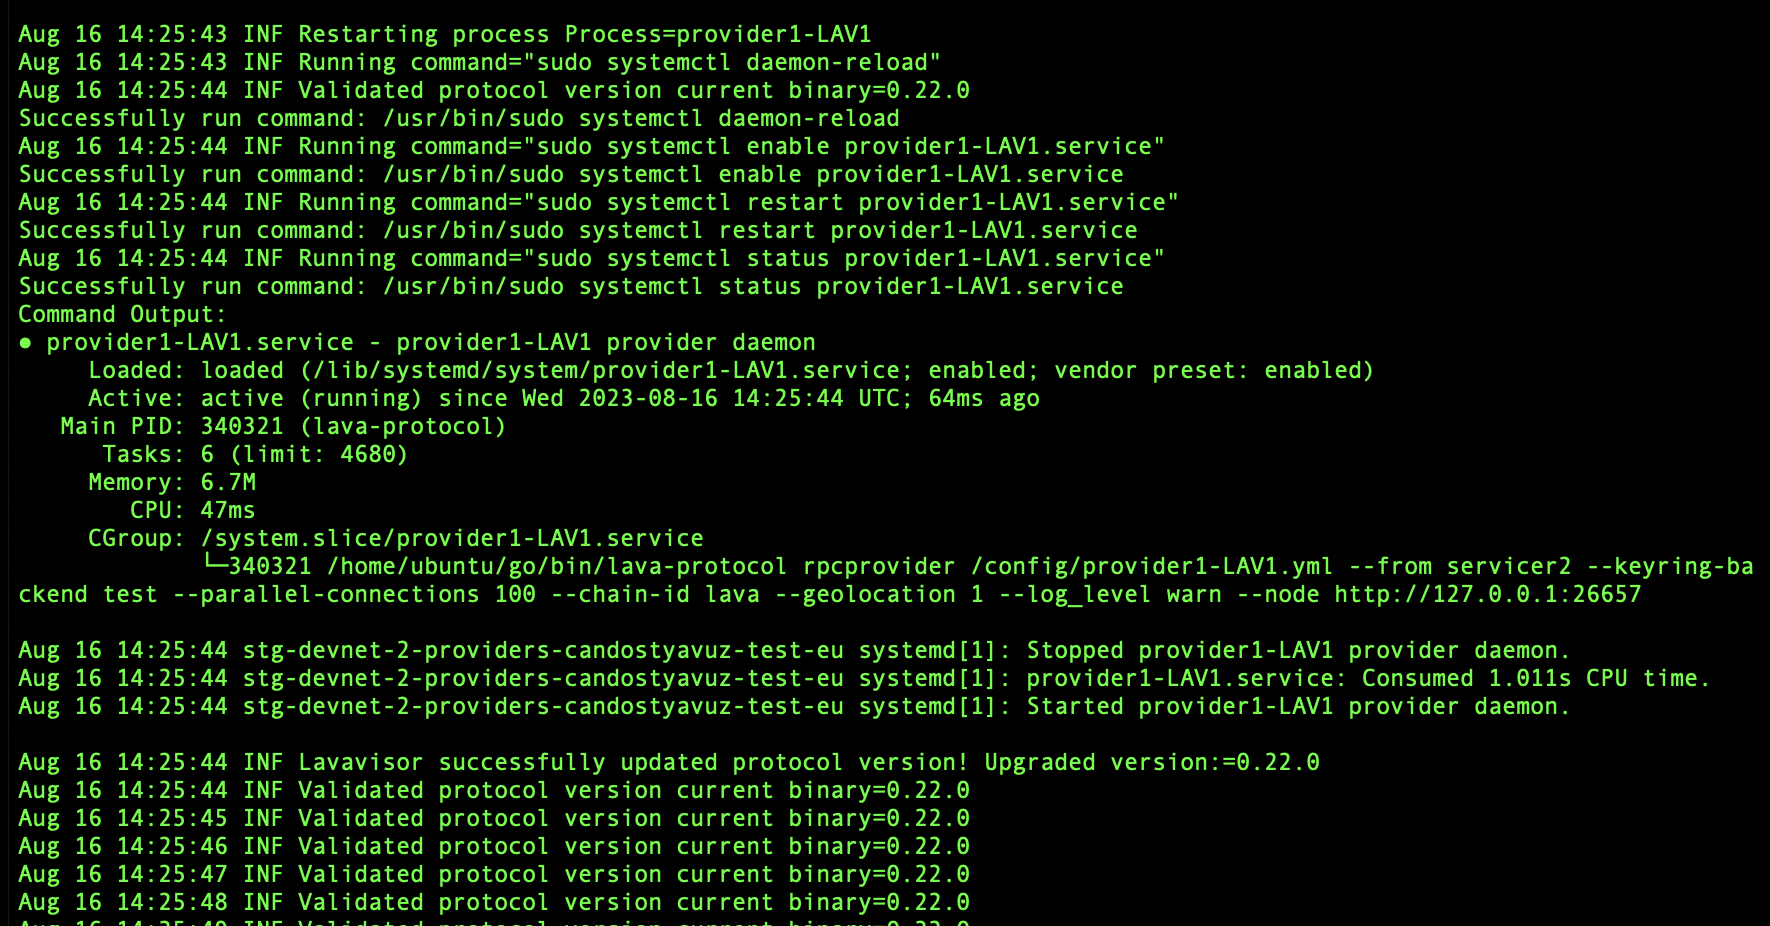 Aug 16 14:25:43 INF Restarting process Process=provider1-LAV1
Aug 16 14:25:43 INF Running command="sudo systemctl daemon-reload"
Aug 16 14:25:44 INF Validated protocol version current binary=0.22.0
Successfully run command: /usr/bin/sudo systemctl daemon-reload
Aug 16 14:25:44 INF Running command="sudo systemctl enable provider1-LAV1.service"
Successfully run command: /usr/bin/sudo systemctl enable provider1-LAV1.service
Aug 16 14:25:44 INF Running command="sudo systemctl restart provider1-LAV1.service"
Successfully run command: /usr/bin/sudo systemctl restart provider1-LAV1.service
Aug 16 14:25:44 INF Running command="sudo systemctl status provider1-LAV1.service"
Successfully run command: /usr/bin/sudo systemctl status provider1-LAV1.service
Command Output:
● provider1-LAV1.service - provider1-LAV1 provider daemon
     Loaded: loaded (/lib/systemd/system/provider1-LAV1.service; enabled; vendor preset: enabled)
     Active: active (running) since Wed 2023-08-16 14:25:44 UTC; 64ms ago
   Main PID: 340321 (lava-protocol)
      Tasks: 6 (limit: 4680)
     Memory: 6.7M
        CPU: 47ms
     CGroup: /system.slice/provider1-LAV1.service
             └─340321 /home/ubuntu/go/bin/lava-protocol rpcprovider /config/provider1-LAV1.yml --from servicer2 --keyring-ba
ckend test --parallel-connections 100 --chain-id lava --geolocation 1 --log_level warn --node http://127.0.0.1:26657
Aug 16 14:25:44 stg-devnet-2-providers-candostyavuz-test-eu systemd[1]: Stopped provider1-LAV1 provider daemon.
Aug 16 14:25:44 stg-devnet-2-providers-candostyavuz-test-eu systemd[1]: provider1-LAV1.service: Consumed 1.011s CPU time.
Aug 16 14:25:44 stg-devnet-2-providers-candostyavuz-test-eu systemd[1]: Started provider1-LAV1 provider daemon.
Aug 16 14:25:44 INF Lavavisor successfully updated protocol version! Upgraded version:=0.22.0
Aug 16 14:25:44 INF Validated protocol version current binary=0.22.0
Aug 16 14:25:45 INF Validated protocol version current binary=0.22.0
Aug 16 14:25:46 INF Validated protocol version current binary=0.22.0
Aug 16 14:25:47 INF Validated protocol version current binary=0.22.0
Aug 16 14:25:48 INF Validated protocol version current binary=0.22.0